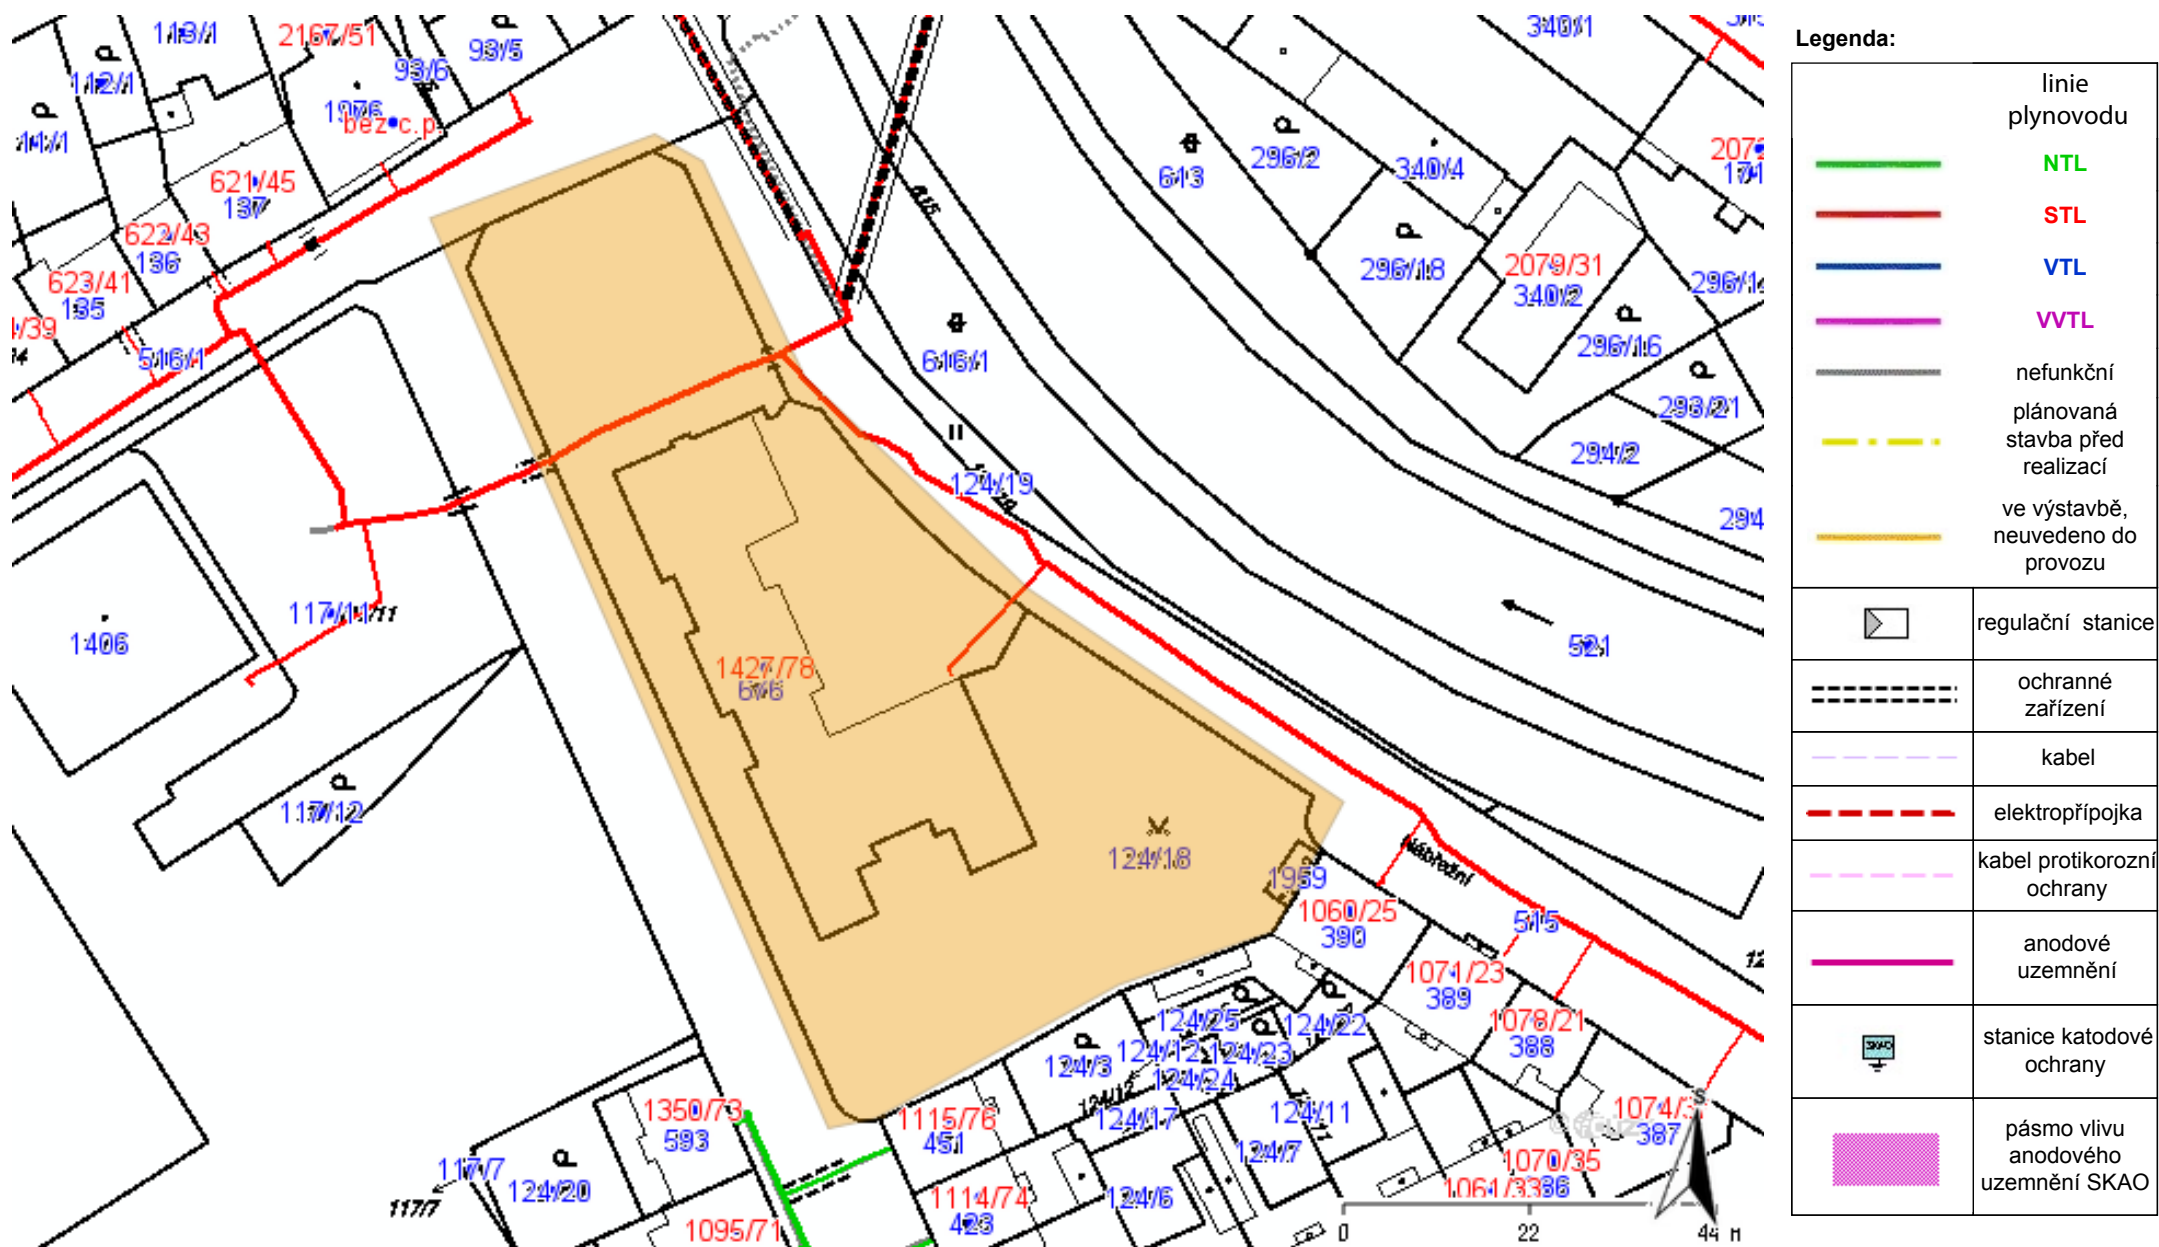 113/1
2167/51
93/5
93/6
112/1
1976
bez č.p.
621/45
137
622/43
136
623/41
135
516/1
340/1
613
296/2
340/4
296/18
2079/31
340/2
296/16
293/21
294/2
616/1
124/19
521
1406
117/11
117/12
1427/78
676
124/18
1959
1060/25
390
Nábřežní
515
1071/23
389
1078/21
388
387
124/25
124/22
124/12
124/23
124/24
124/3
124/12
124/17
124/11
124/7
124/6
1350/73
593
117/7
117/7
124/20
1095/71
1115/76
451
1114/74
423
1070/35
S
0
22
44 M
Legenda:
linie
plynovodu
NTL
STL
VTL
VVTL
nefunkční
plánovaná
stavba před
realizací
ve výstavbě,
neuvedeno do
provozu
regulační stanice
ochranné
zařízení
kabel
elektropřípojka
kabel protikorozní
ochrany
anodové
uzemnění
SKAO
stanice katodové
ochrany
pásmo vlivu
anodového
uzemnění SKAO